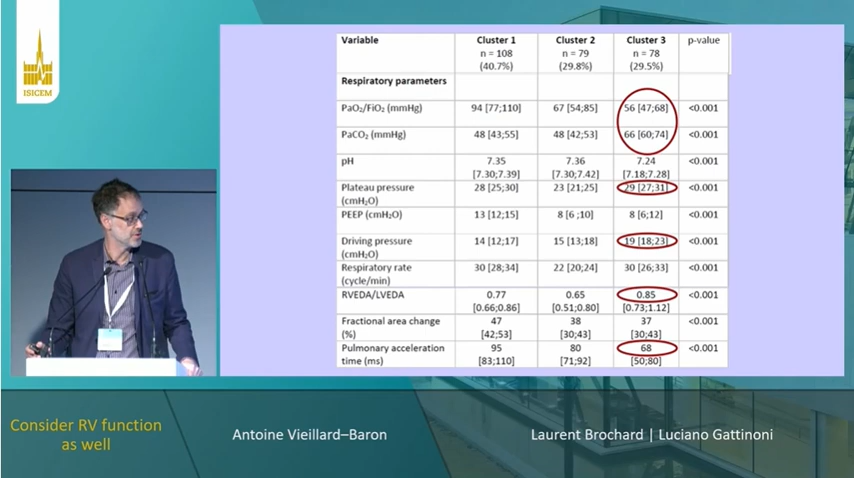 ISICEM
Variable Cluster 1 Cluster 2 Cluster 3 p-value
n = 108 n = 79 n = 78
(40.7%) (29.8%) (29.5%)
Respiratory parameters
PaO₂/FiO₂ (mmHg) 94 [77;110] 67 [54;85] 56 [47;68] <0.001
PaCO₂ (mmHg) 48 [43;55] 48 [42;53] 66 [60;74] <0.001
pH 7.35 7.36 7.24 <0.001
[7.30;7.39] [7.30;7.42] [7.18;7.28]
Plateau pressure 28 [25;30] 23 [21;25] 29 [27;31] <0.001
(cmH₂O)
PEEP (cmH₂O) 13 [12;15] 8 [6 ;10] 8 [6;12] <0.001
Driving pressure 14 [12;17] 15 [13;18] 19 [18;23] <0.001
(cmH₂O)
Respiratory rate 30 [28;34] 22 [20;24] 30 [26;33] <0.001
(cycle/min)
RVEDA/LVEDA 0.77 0.65 0.85 <0.001
[0.66;0.86] [0.51;0.80] [0.73;1.12]
Fractional area change 47 38 37 <0.001
(%) [42;53] [30;43] [30;43]
Pulmonary acceleration 95 80 68 <0.001
time (ms) [83;110] [71;92] [50;80]
Consider RV function
as well
Antoine Vieillard–Baron
Laurent Brochard | Luciano Gattinoni